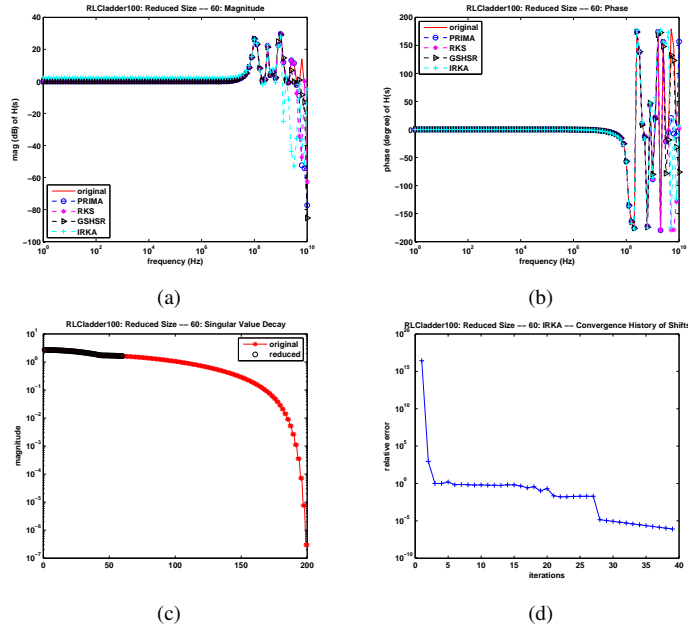 RLCladder100: Reduced Size −− 60: Magnitude
40
20
0
−20
−40
−60
−80
−100
mag (dB) of H(s)
original
PRIMA
RKS
GSHSR
IRKA
10^0
10^2
10^4
10^6
10^8
10^10
frequency (Hz)
(a)
RLCladder100: Reduced Size −− 60: Phase
200
150
100
50
0
−50
−100
−150
−200
phase (degree) of H(s)
original
PRIMA
RKS
GSHSR
IRKA
10^0
10^2
10^4
10^6
10^8
10^10
frequency (Hz)
(b)
RLCladder100: Reduced Size −− 60: Singular Value Decay
10^1
10^0
10^−1
10^−2
10^−3
10^−4
10^−5
10^−6
10^−7
magnitude
original
reduced
0
50
100
150
200
(c)
RLCladder100: Reduced Size −− 60: IRKA −− Convergence History of Shifts
10^20
10^15
10^10
10^5
10^0
10^−5
10^−10
relative error
0
5
10
15
20
25
30
35
40
iterations
(d)